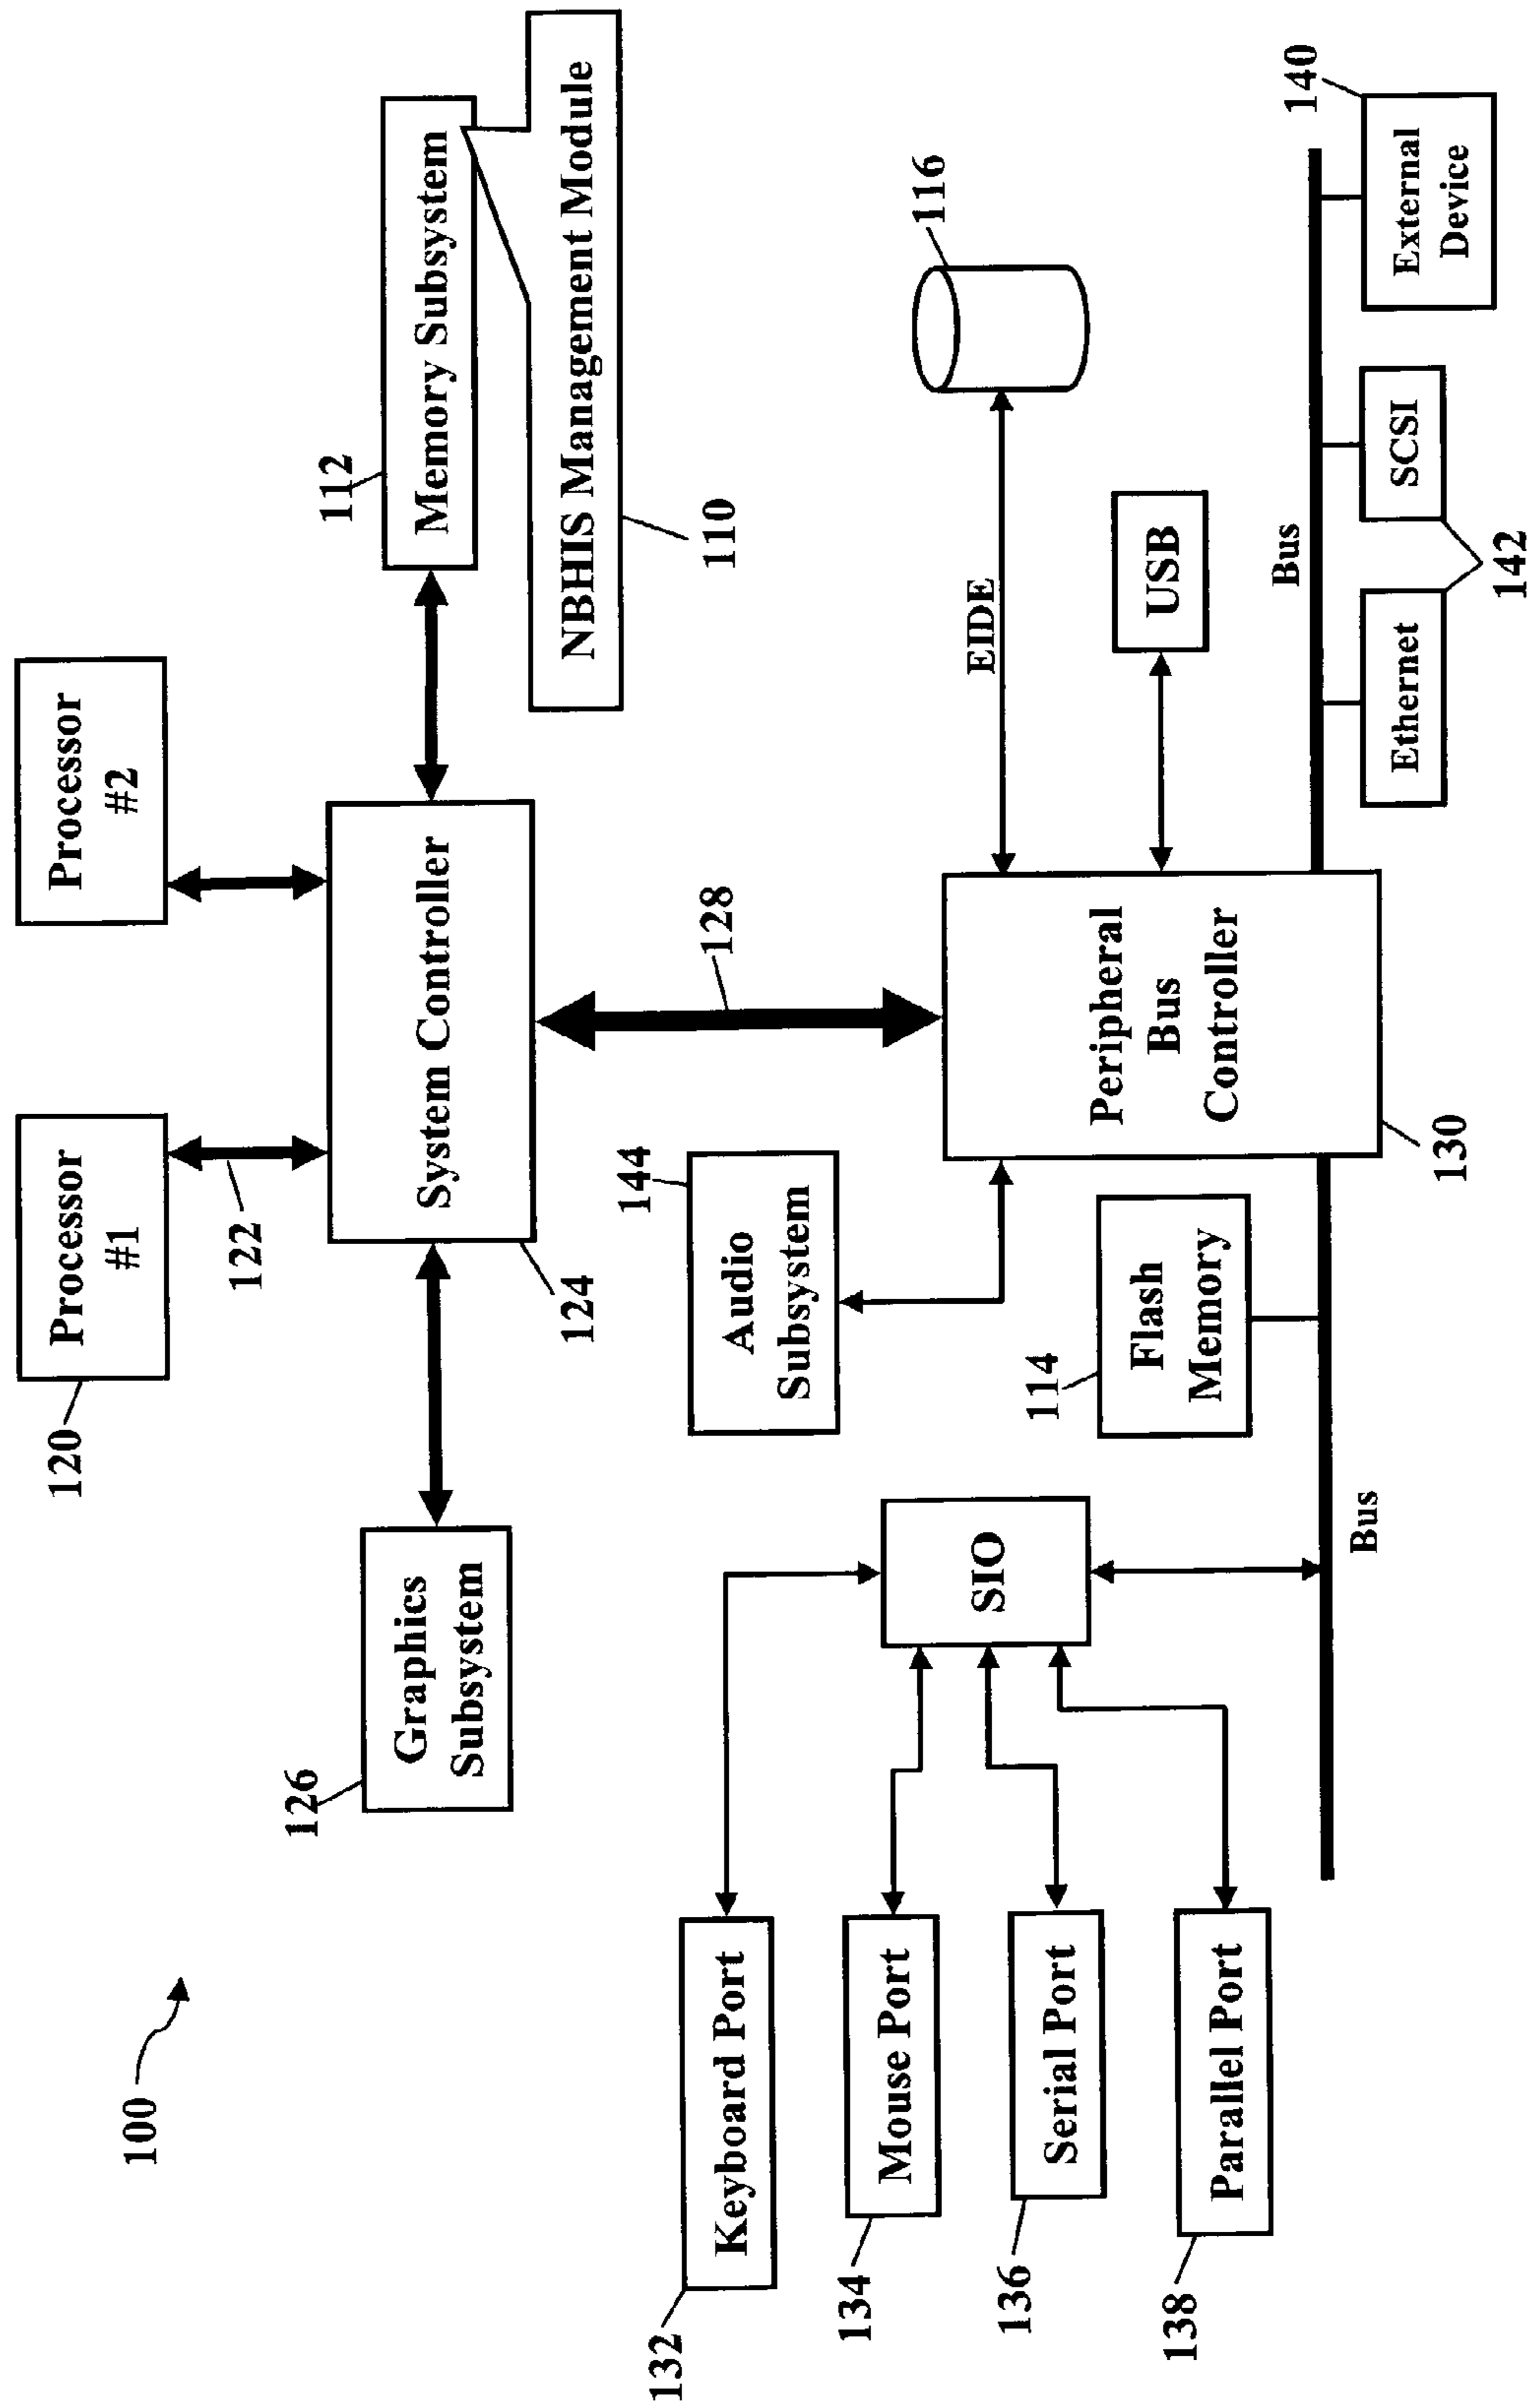 100
120
Processor
#1
122
Processor
#2
126
Graphics
Subsystem
System Controller
124
112
Memory Subsystem
NBHIS Management Module
110
128
132
Keyboard Port
134
Mouse Port
136
Serial Port
138
Parallel Port
SIO
144
Audio
Subsystem
114
Flash
Memory
Bus
Peripheral
Bus
Controller
130
EIDE
116
USB
Bus
Ethernet
SCSI
142
140
External
Device